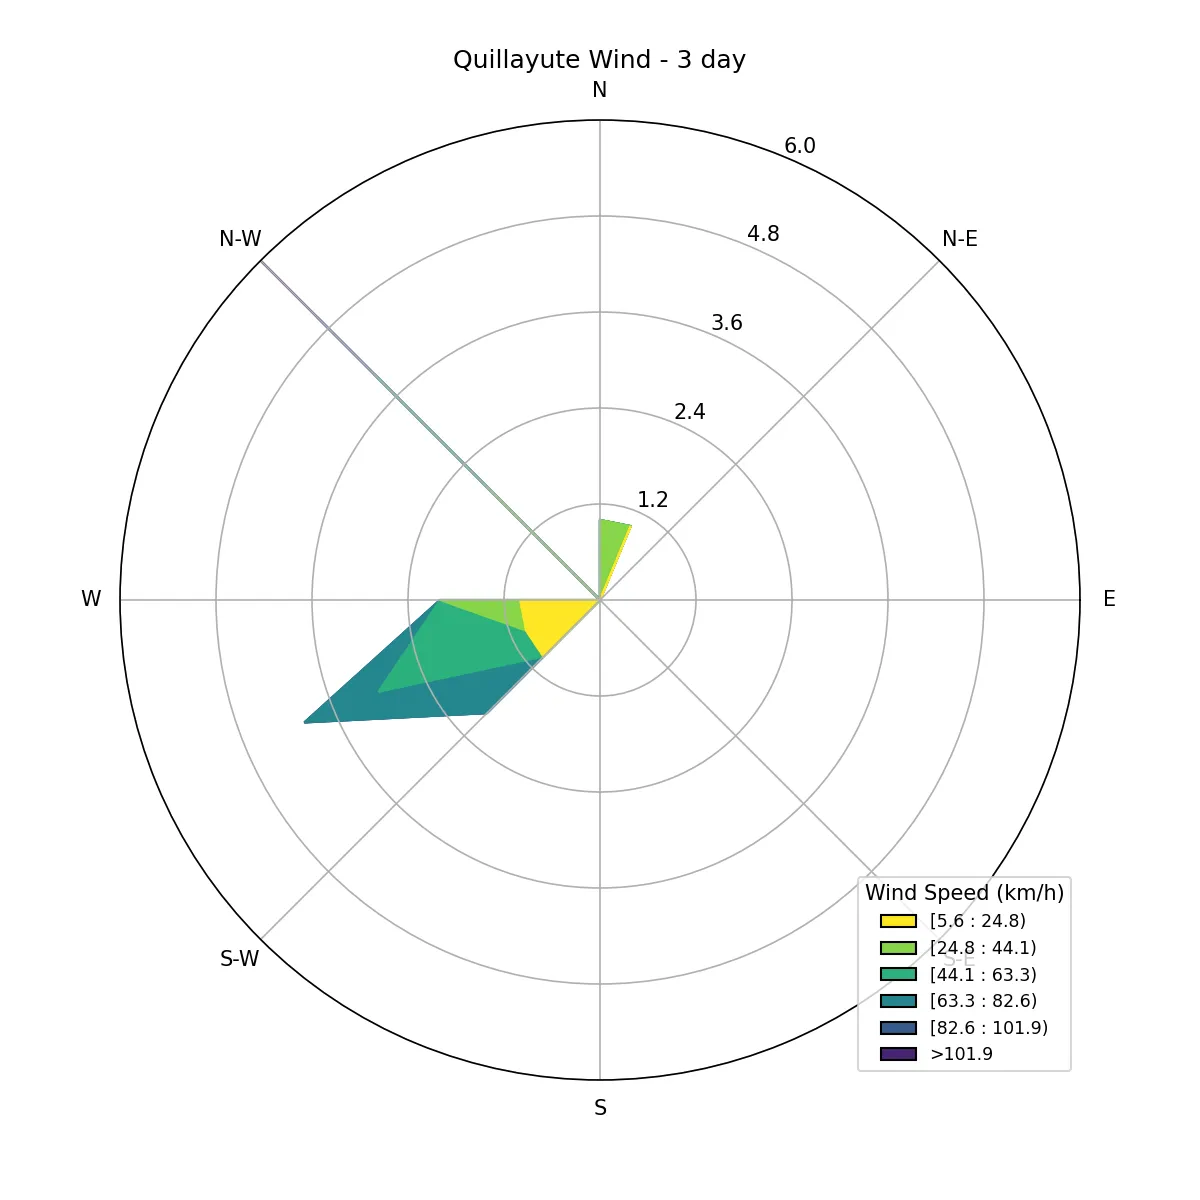 Quillayute Wind - 3 day
N
6.0
N-W
4.8
N-E
3.6
2.4
1.2
W
E
Wind Speed (km/h)
[5.6 : 24.8)
[24.8 : 44.1)
S-W
S-E
[44.1 : 63.3)
[63.3 : 82.6)
[82.6 : 101.9)
>101.9
S